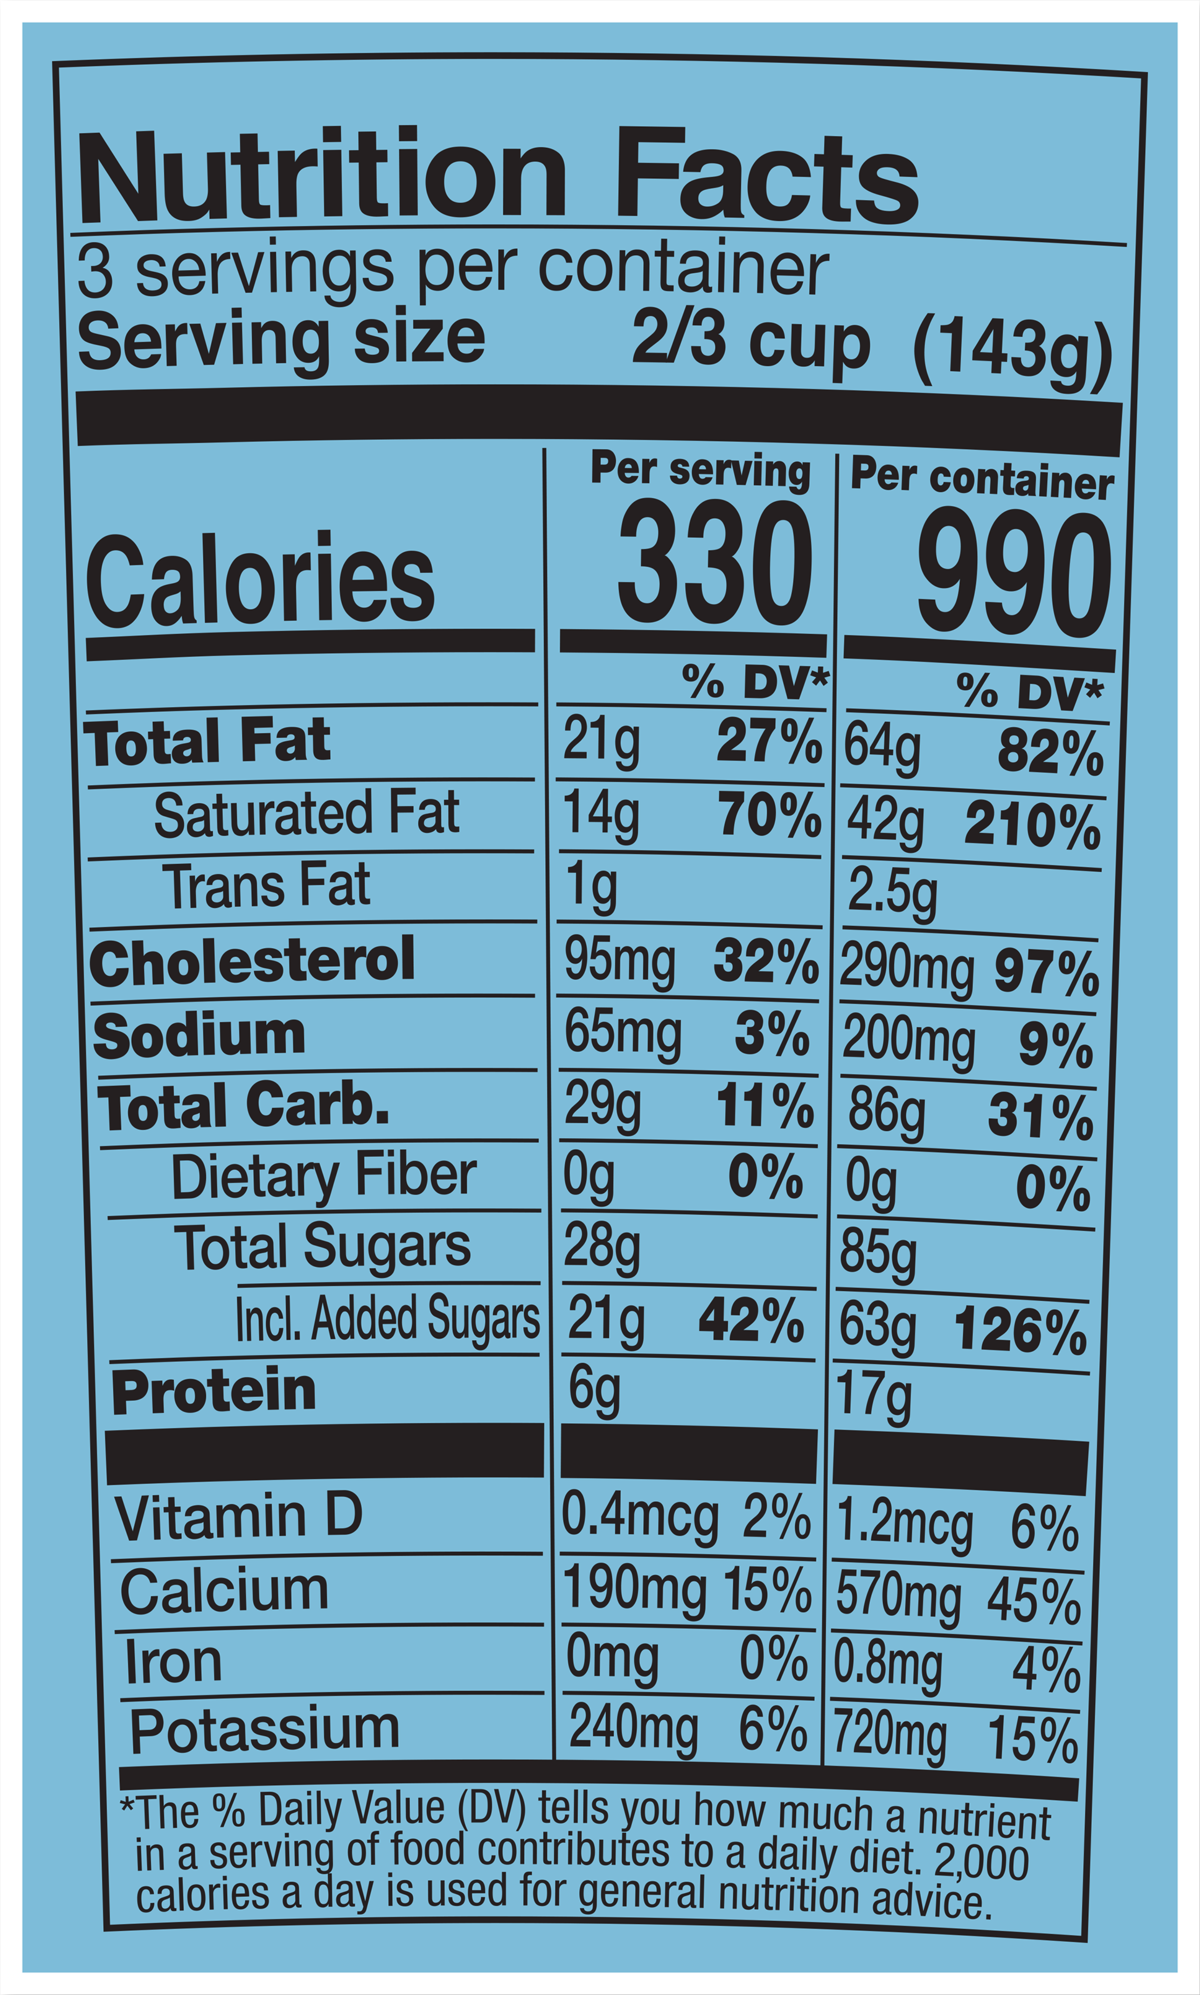 Nutrition Facts
3 servings per container
Serving size 2/3 cup (143g)
Per serving Per container
Calories 330 990
% DV* % DV*
Total Fat 21g 27% 64g 82%
Saturated Fat 14g 70% 42g 210%
Trans Fat 1g 2.5g
Cholesterol 95mg 32% 290mg 97%
Sodium 65mg 3% 200mg 9%
Total Carb. 29g 11% 86g 31%
Dietary Fiber 0g 0% 0g 0%
Total Sugars 28g 85g
Incl. Added Sugars 21g 42% 63g 126%
Protein 6g 17g
Vitamin D 0.4mcg 2% 1.2mcg 6%
Calcium 190mg 15% 570mg 45%
Iron 0mg 0% 0.8mg 4%
Potassium 240mg 6% 720mg 15%
*The % Daily Value (DV) tells you how much a nutrient
in a serving of food contributes to a daily diet. 2,000
calories a day is used for general nutrition advice.